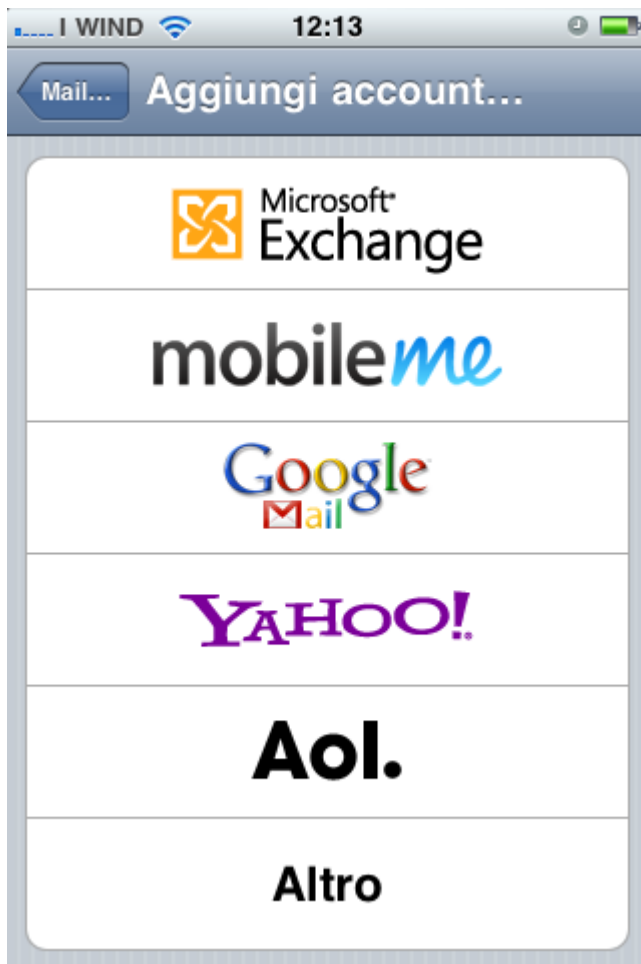 I WIND 12:13
Mail... Aggiungi account...
Microsoft
Exchange
mobileme
Google
Mail
YAHOO!
Aol.
Altro